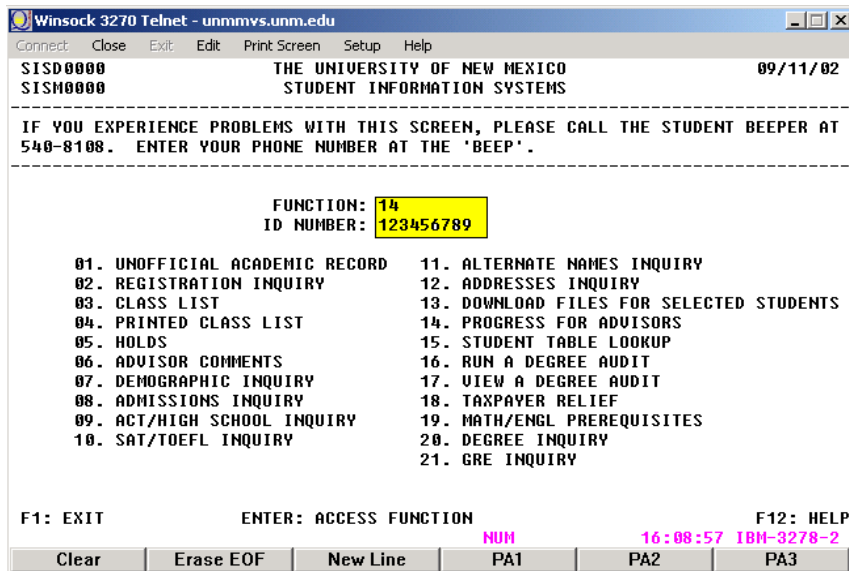 Winsock 3270 Telnet - unmmvs.unm.edu
Connect Close Exit Edit Print Screen Setup Help
SISD0000 THE UNIVERSITY OF NEW MEXICO 09/11/02
SISM0000 STUDENT INFORMATION SYSTEMS
IF YOU EXPERIENCE PROBLEMS WITH THIS SCREEN, PLEASE CALL THE STUDENT BEEPER AT
540-8108. ENTER YOUR PHONE NUMBER AT THE 'BEEP'.
FUNCTION: 14
ID NUMBER: 123456789
01. UNOFFICIAL ACADEMIC RECORD 11. ALTERNATE NAMES INQUIRY
02. REGISTRATION INQUIRY 12. ADDRESSES INQUIRY
03. CLASS LIST 13. DOWNLOAD FILES FOR SELECTED STUDENTS
04. PRINTED CLASS LIST 14. PROGRESS FOR ADVISORS
05. HOLDS 15. STUDENT TABLE LOOKUP
06. ADVISOR COMMENTS 16. RUN A DEGREE AUDIT
07. DEMOGRAPHIC INQUIRY 17. VIEW A DEGREE AUDIT
08. ADMISSIONS INQUIRY 18. TAXPAYER RELIEF
09. ACT/HIGH SCHOOL INQUIRY 19. MATH/ENGL PREREQUISITES
10. SAT/TOEFL INQUIRY 20. DEGREE INQUIRY
21. GRE INQUIRY
F1: EXIT ENTER: ACCESS FUNCTION F12: HELP
NUM 16:08:57 IBM-3278-2
Clear Erase EOF New Line PA1 PA2 PA3